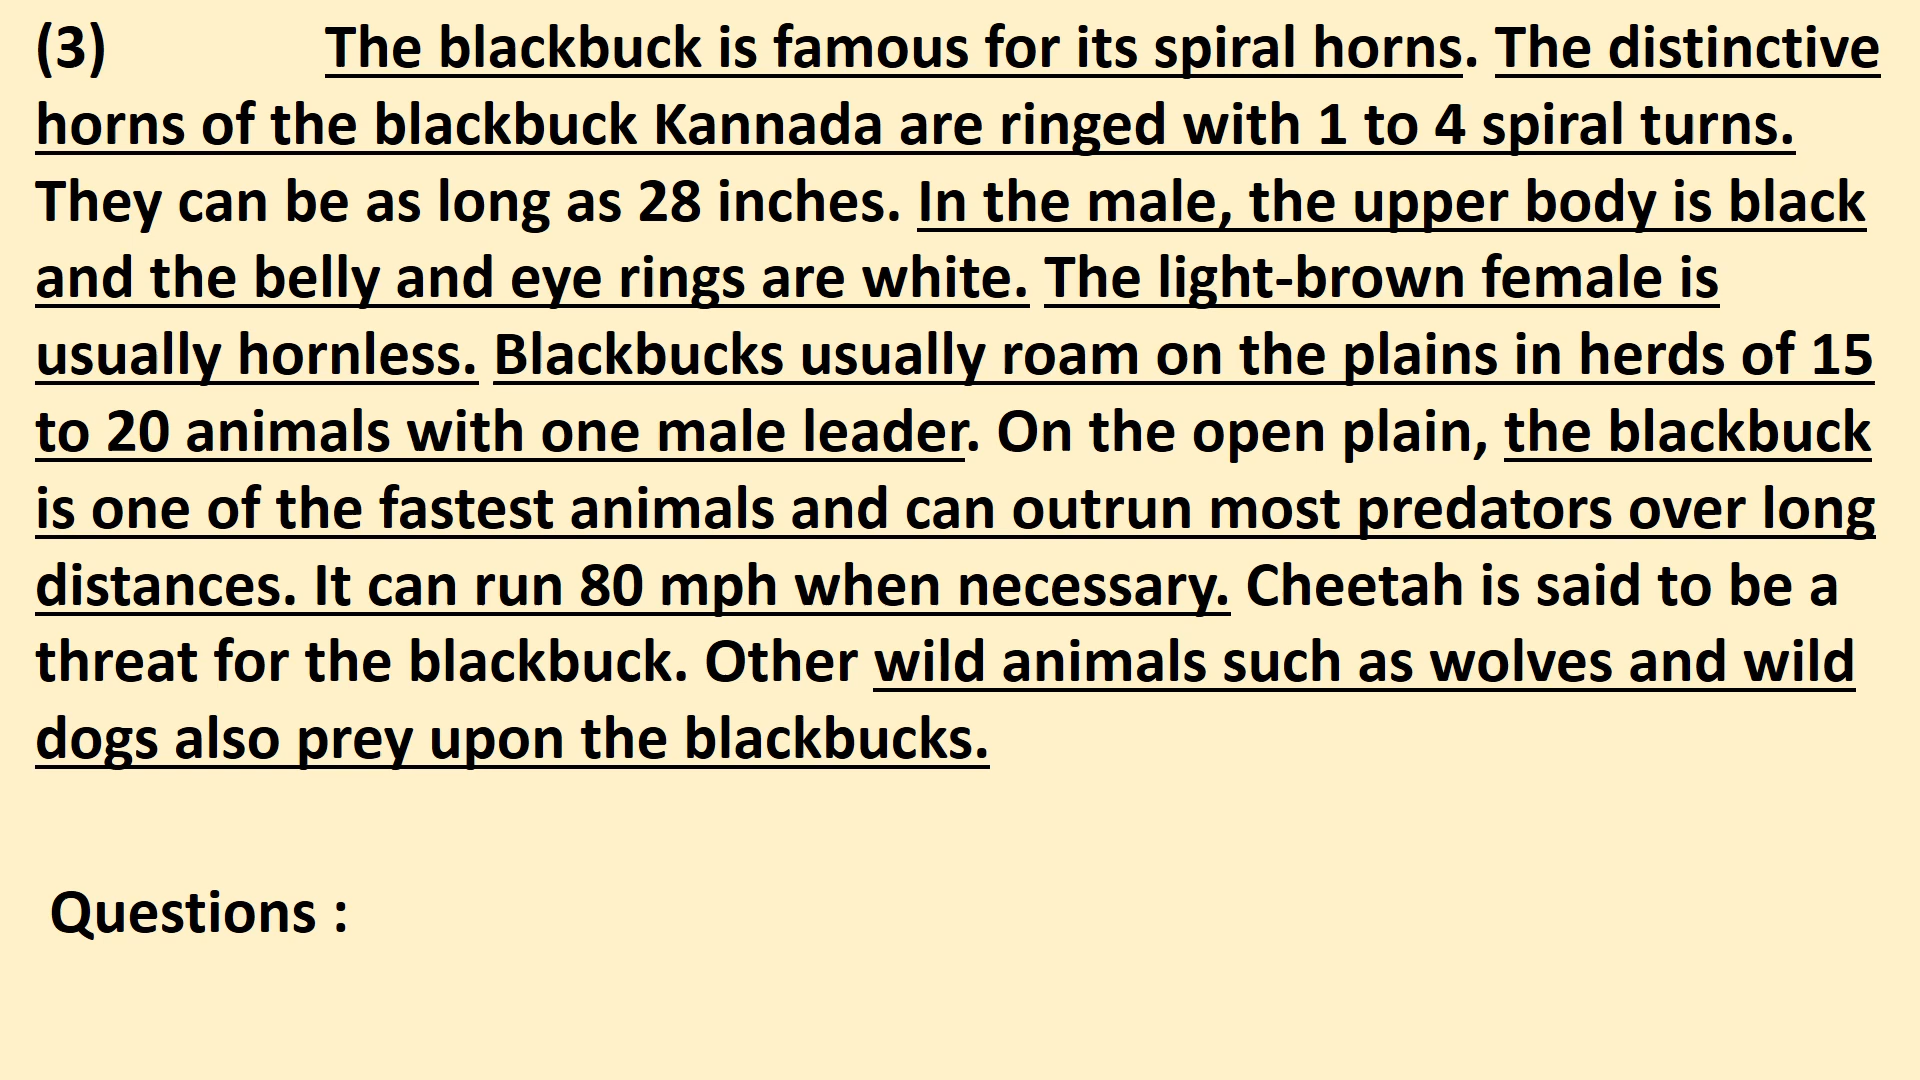 (3) The blackbuck is famous for its spiral horns. The distinctive
horns of the blackbuck Kannada are ringed with 1 to 4 spiral turns.
They can be as long as 28 inches. In the male, the upper body is black
and the belly and eye rings are white. The light-brown female is
usually hornless. Blackbucks usually roam on the plains in herds of 15
to 20 animals with one male leader. On the open plain, the blackbuck
is one of the fastest animals and can outrun most predators over long
distances. It can run 80 mph when necessary. Cheetah is said to be a
threat for the blackbuck. Other wild animals such as wolves and wild
dogs also prey upon the blackbucks.
Questions :